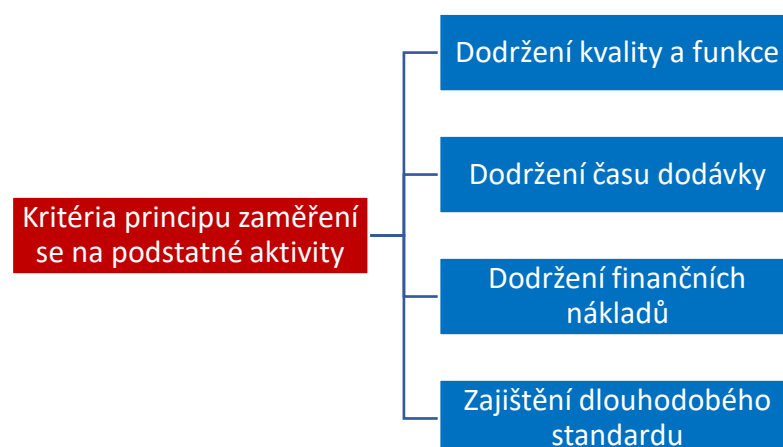 Dodržení kvality a funkce
Dodržení času dodávky
Kritéria principu zaměření
se na podstatné aktivity
Dodržení finančních
nákladů
Zajištění dlouhodobého
standardu